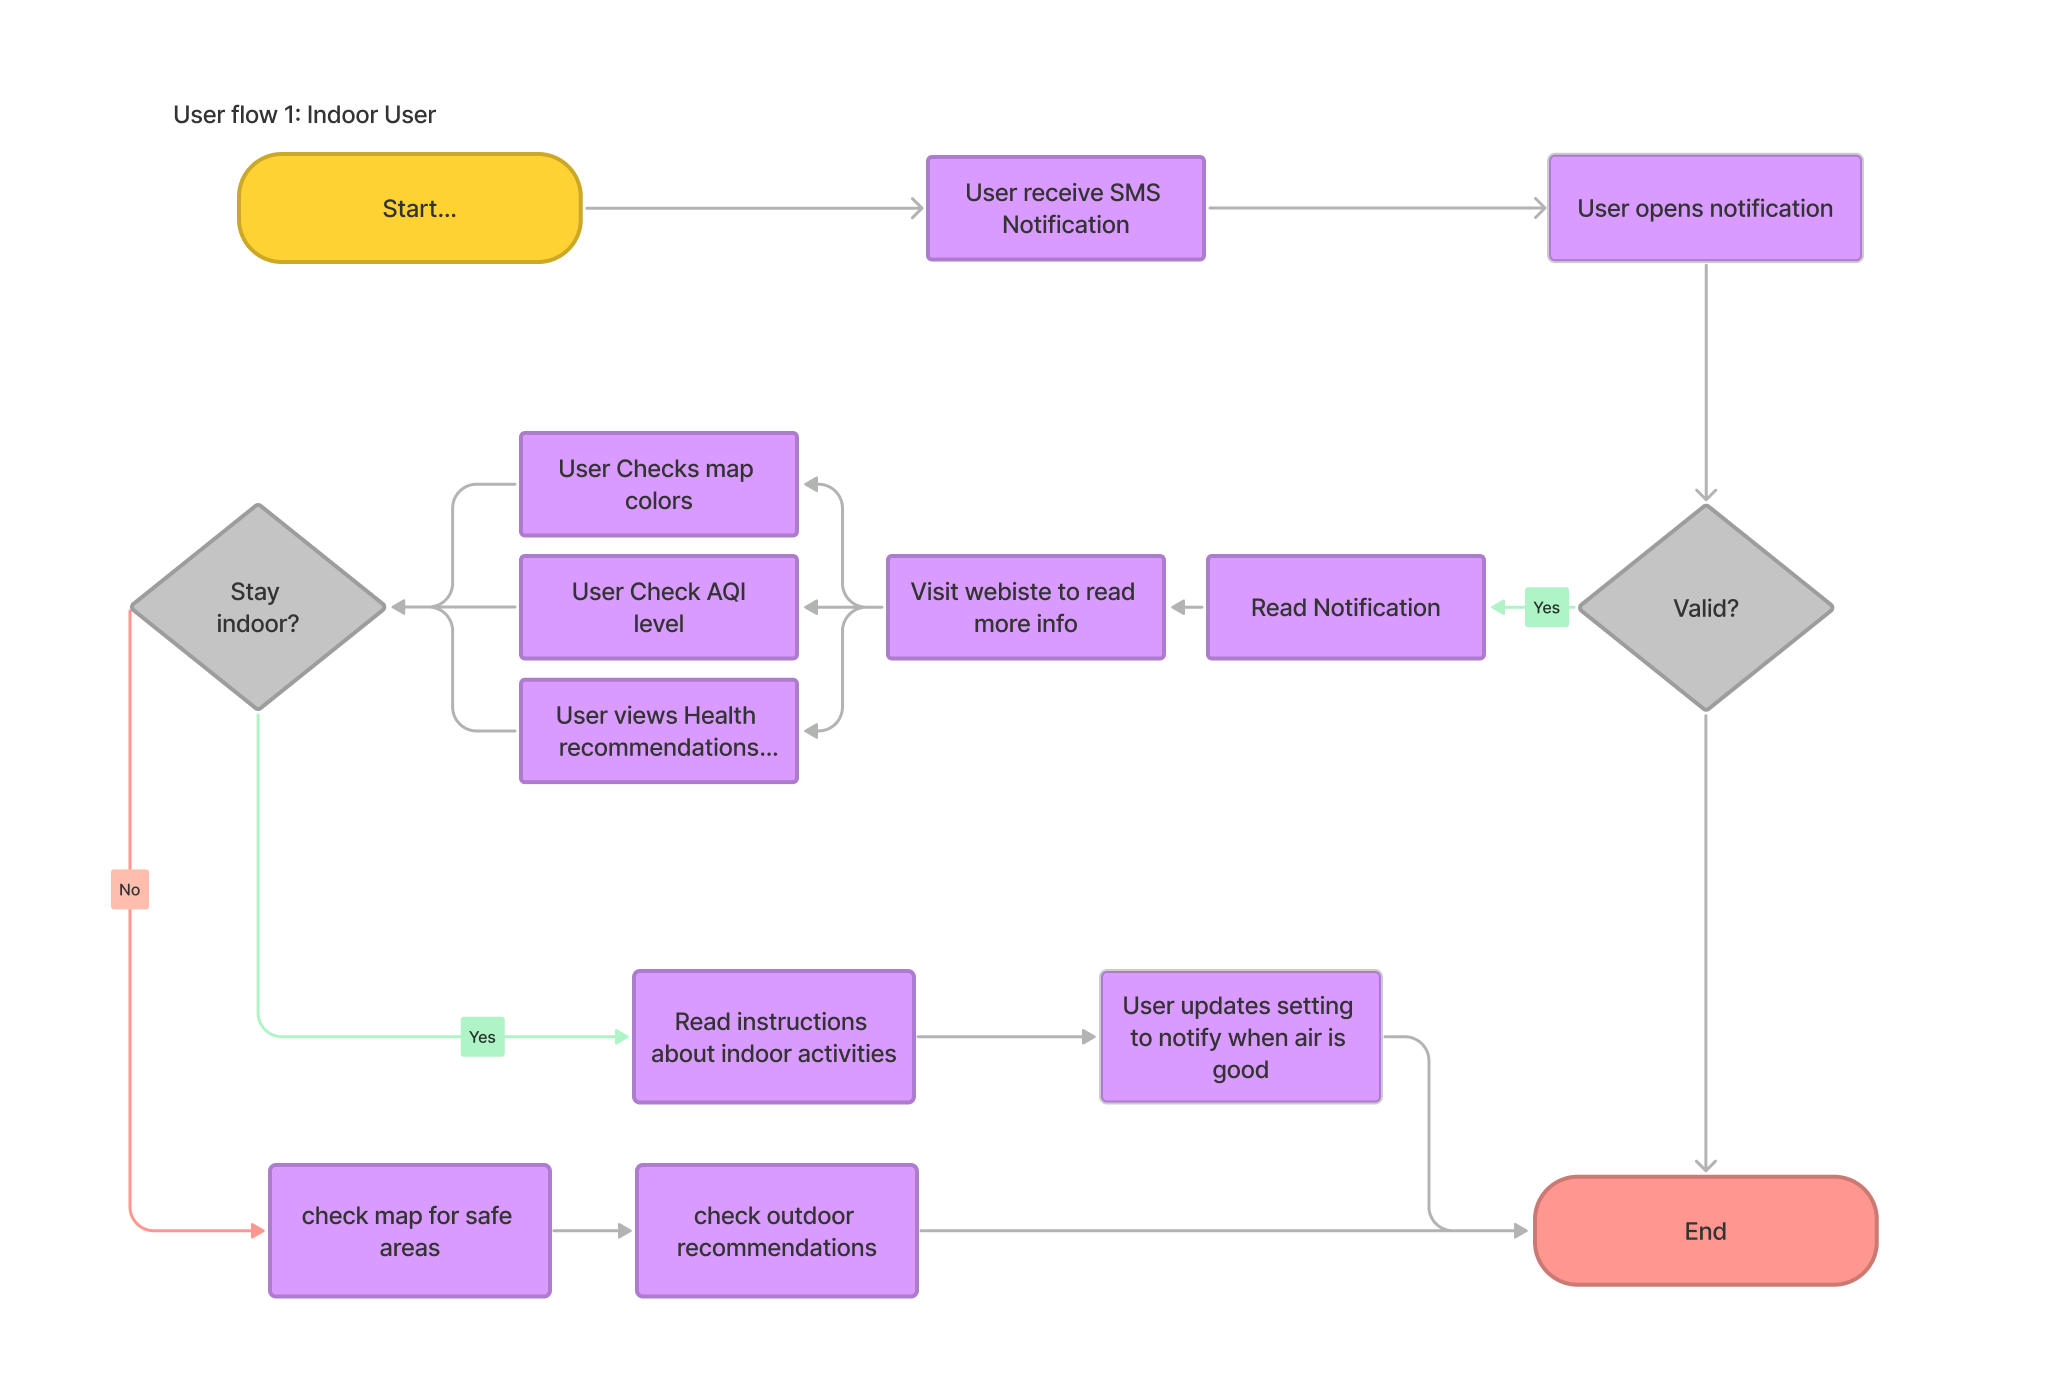 User flow 1: Indoor User
Start...
User receive SMS
Notification
User opens notification
Valid?
Yes
Read Notification
Visit webiste to read
more info
User Checks map
colors
User Check AQI
level
User views Health
recommendations...
Stay
indoor?
No
Yes
Read instructions
about indoor activities
User updates setting
to notify when air is
good
check map for safe
areas
check outdoor
recommendations
End